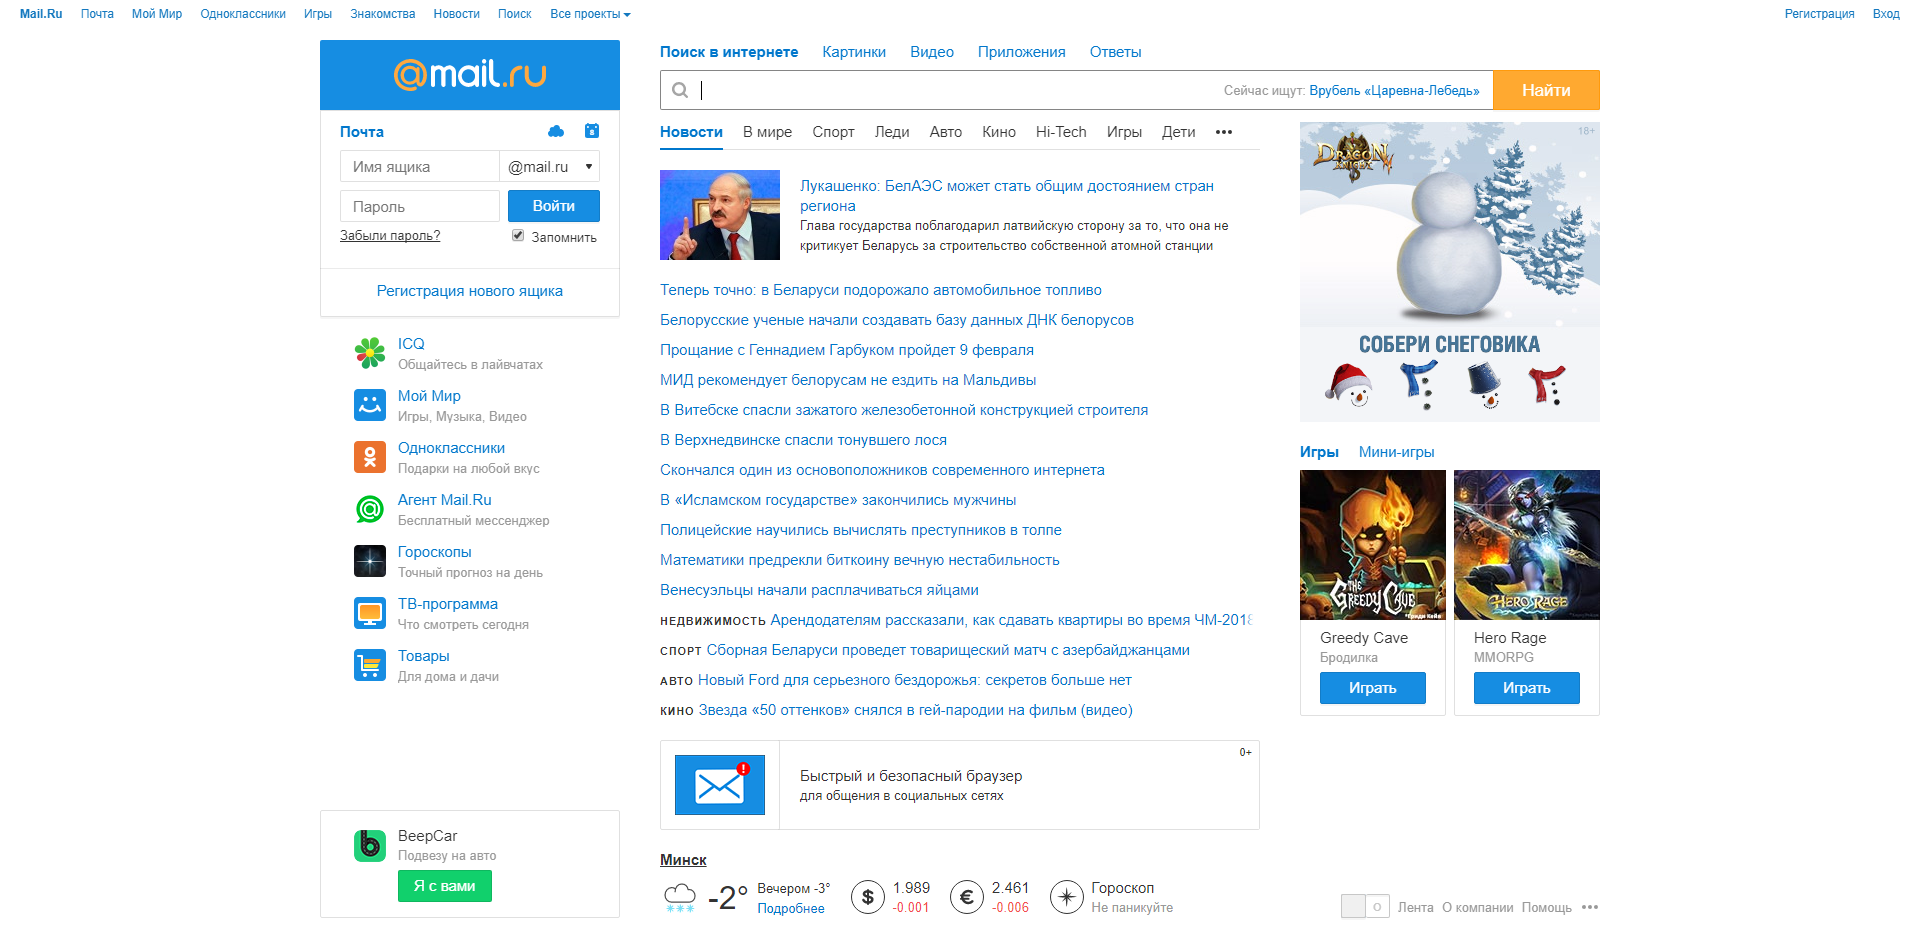 Mail.Ru Почта Мой Мир Одноклассники Игры Знакомства Новости Поиск Все проекты Регистрация Вход
@mail.ru
Почта
8
Имя ящика @mail.ru
Пароль Войти
Забыли пароль? Запомнить
Регистрация нового ящика
ICQ
Общайтесь в лайвчатах
Мой Мир
Игры, Музыка, Видео
Одноклассники
Подарки на любой вкус
Агент Mail.Ru
Бесплатный мессенджер
Гороскопы
Точный прогноз на день
ТВ-программа
Что смотреть сегодня
Товары
Для дома и дачи
BeepCar
Подвезу на авто
Я с вами
Поиск в интернете Картинки Видео Приложения Ответы
Сейчас ищут: Врубель «Царевна-Лебедь» Найти
Новости В мире Спорт Леди Авто Кино Hi-Tech Игры Дети •••
Лукашенко: БелАЭС может стать общим достоянием стран
региона
Глава государства поблагодарил латвийскую сторону за то, что она не
критикует Беларусь за строительство собственной атомной станции
Теперь точно: в Беларуси подорожало автомобильное топливо
Белорусские ученые начали создавать базу данных ДНК белорусов
Прощание с Геннадием Гарбуком пройдет 9 февраля
МИД рекомендует белорусам не ездить на Мальдивы
В Витебске спасли зажатого железобетонной конструкцией строителя
В Верхнедвинске спасли тонувшего лося
Скончался один из основоположников современного интернета
В «Исламском государстве» закончились мужчины
Полицейские научились вычислять преступников в толпе
Математики предрекли биткоину вечную нестабильность
Венесуэльцы начали расплачиваться яйцами
НЕДВИЖИМОСТЬ Арендодателям рассказали, как сдавать квартиры во время ЧМ-2018
СПОРТ Сборная Беларуси проведет товарищеский матч с азербайджанцами
АВТО Новый Ford для серьезного бездорожья: секретов больше нет
КИНО Звезда «50 оттенков» снялся в гей-пародии на фильм (видео)
0+
Быстрый и безопасный браузер
для общения в социальных сетях
Минск
-2° Вечером -3°
Подробнее
$ 1.989
-0.001
€ 2.461
-0.006
Гороскоп
Не паникуйте
18+
DRAGON
KNIGHT
СОБЕРИ СНЕГОВИКА
Игры Мини-игры
THE
GREEDY CAVE
HERO RAGE
Greedy Cave
Бродилка
Играть
Hero Rage
MMORPG
Играть
Лента О компании Помощь •••